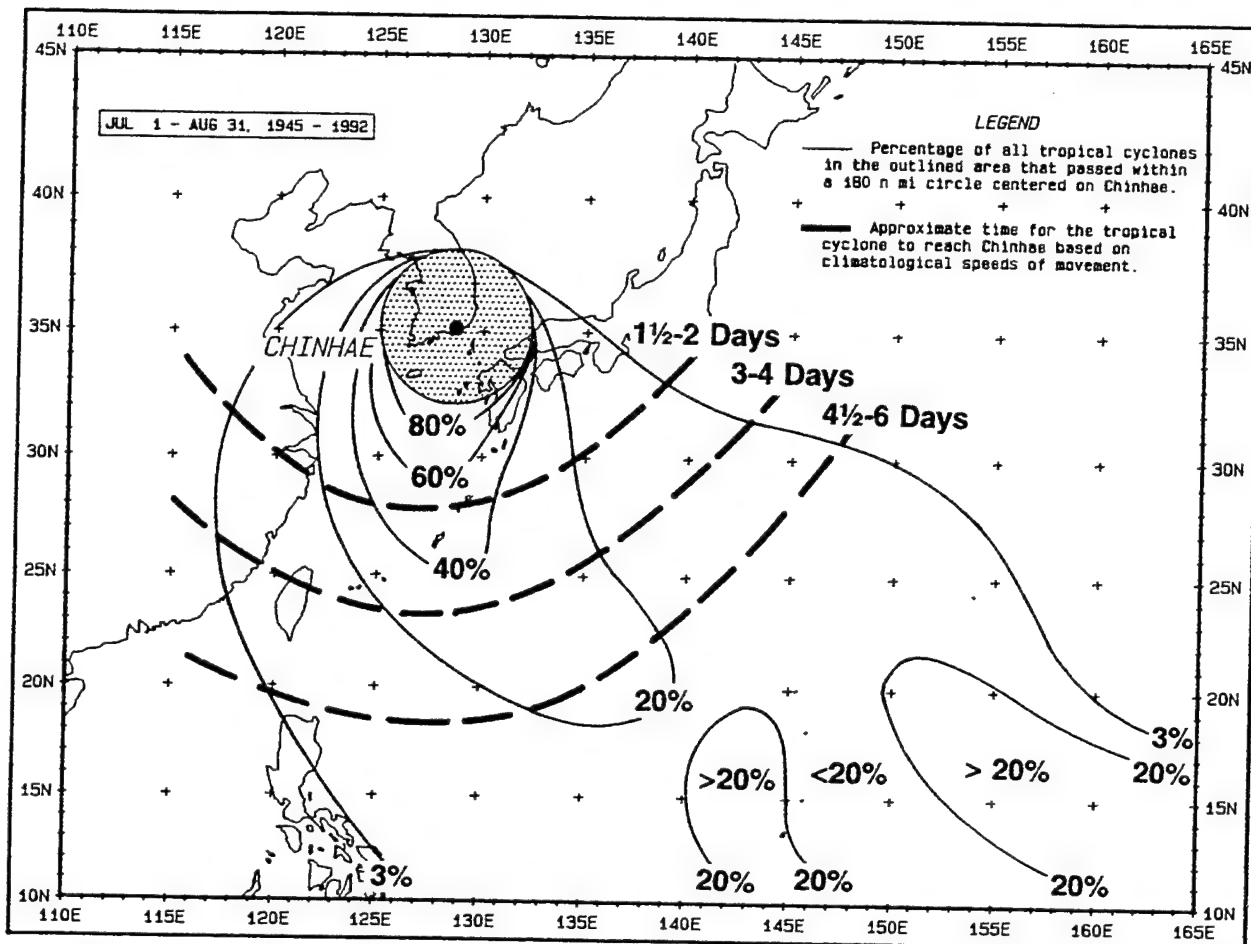 110E 115E 120E 125E 130E 135E 140E 145E 150E 155E 160E 165E
45N 45N
JUL 1 - AUG 31, 1945 - 1992
LEGEND
Percentage of all tropical cyclones
in the outlined area that passed within
a 180 n mi circle centered on Chinhae.
40N 40N
Approximate time for the tropical
cyclone to reach Chinhae based on
climatological speeds of movement.
35N 35N
CHINHAE
1½-2 Days
3-4 Days
4½-6 Days
80%
30N 30N
60%
40%
25N 25N
20N 20N
20%
3%
>20% <20% > 20% 20%
15N 15N
3% 20% 20% 20%
10N 10N
110E 115E 120E 125E 130E 135E 140E 145E 150E 155E 160E 165E